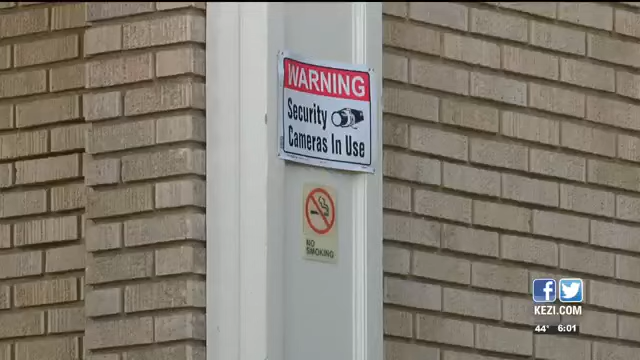 WARNING
Security
Cameras In Use
NO
SMOKING
KEZI.COM
44° 6:01